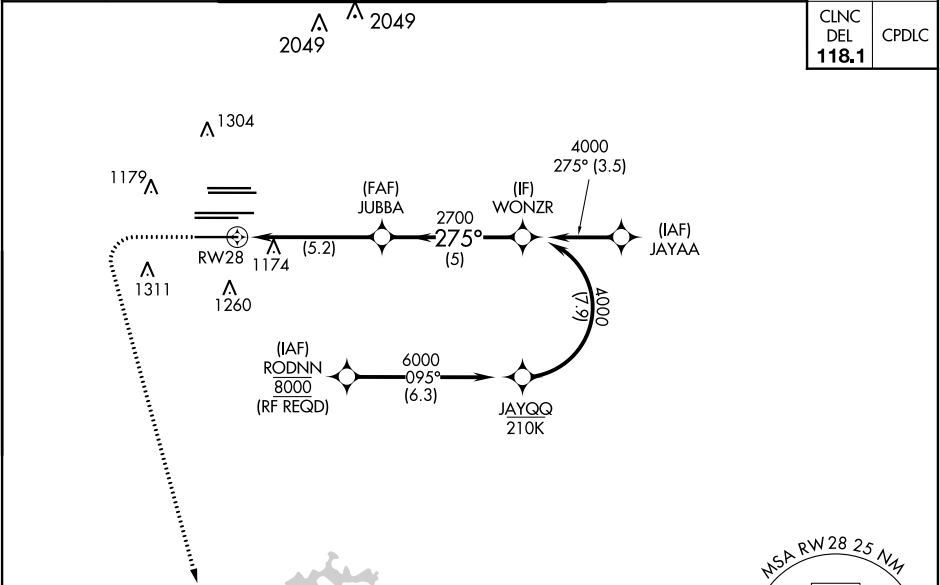 2049
2049
CLNC
DEL
118.1
CPDLC
1304
1179
4000
275° (3.5)
(FAF)
JUBBA
(IF)
WONZR
2700
275°
(5)
(IAF)
JAYAA
(5.2)
RW28
1174
1311
1260
4000
(7.9)
(IAF)
RODNN
8000
(RF REQD)
6000
095°
(6.3)
JAYQQ
210K
MSA RW 28 25 NM